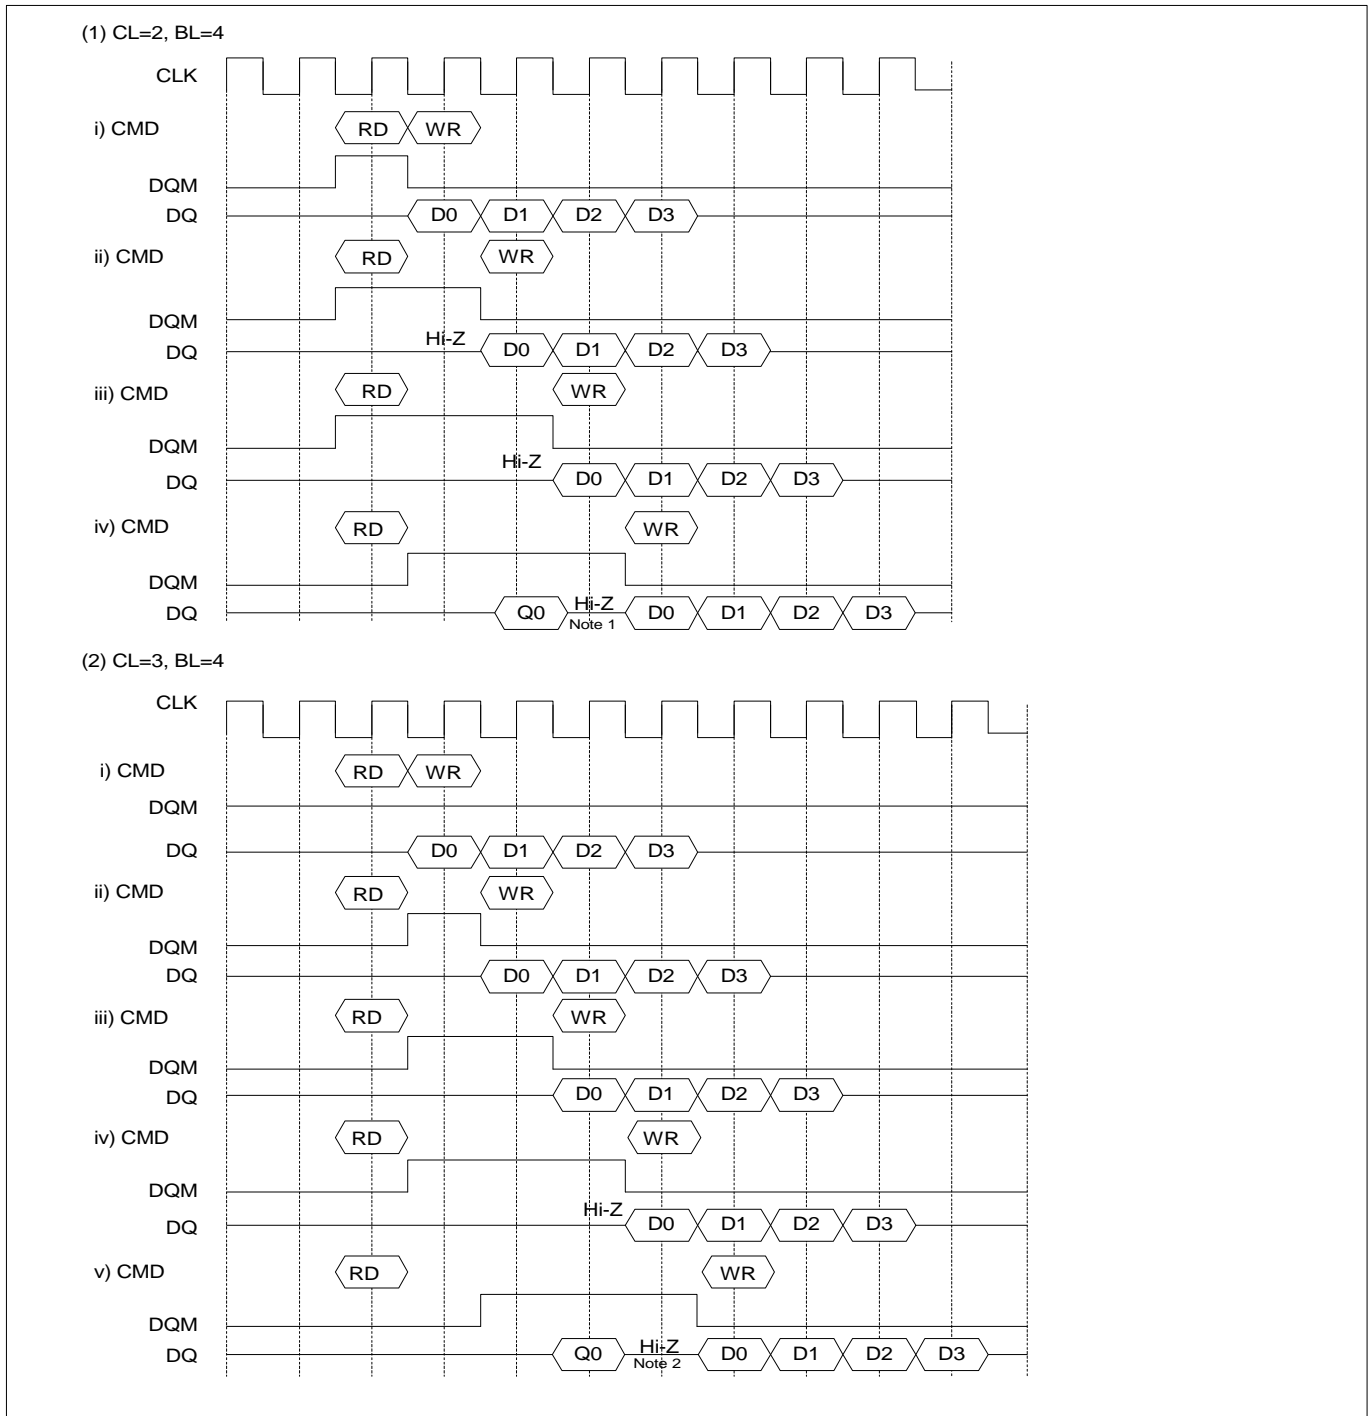 (1) CL=2, BL=4
CLK
i) CMD RD WR
DQM
DQ D0 D1 D2 D3
ii) CMD RD WR
DQM
DQ Hi-Z D0 D1 D2 D3
iii) CMD RD WR
DQM
DQ Hi-Z D0 D1 D2 D3
iv) CMD RD WR
DQM
DQ Q0 Hi-Z D0 D1 D2 D3
Note 1
(2) CL=3, BL=4
CLK
i) CMD RD WR
DQM
DQ D0 D1 D2 D3
ii) CMD RD WR
DQM
DQ D0 D1 D2 D3
iii) CMD RD WR
DQM
DQ D0 D1 D2 D3
iv) CMD RD WR
DQM
DQ Hi-Z D0 D1 D2 D3
v) CMD RD WR
DQM
DQ Q0 Hi-Z D0 D1 D2 D3
Note 2